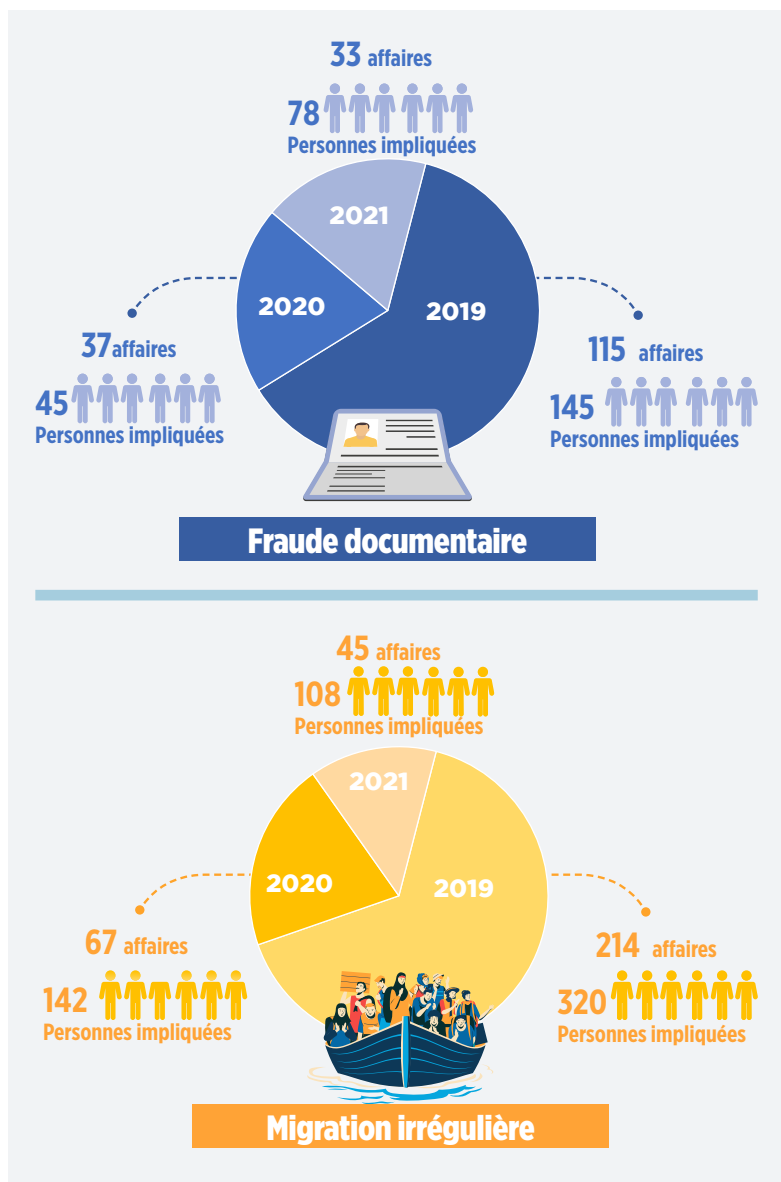 33 affaires
78
Personnes impliquées
2021
2020
2019
37 affaires
45
Personnes impliquées
115 affaires
145
Personnes impliquées
Fraude documentaire
45 affaires
108
Personnes impliquées
2021
2020
2019
67 affaires
142
Personnes impliquées
214 affaires
320
Personnes impliquées
Migration irrégulière